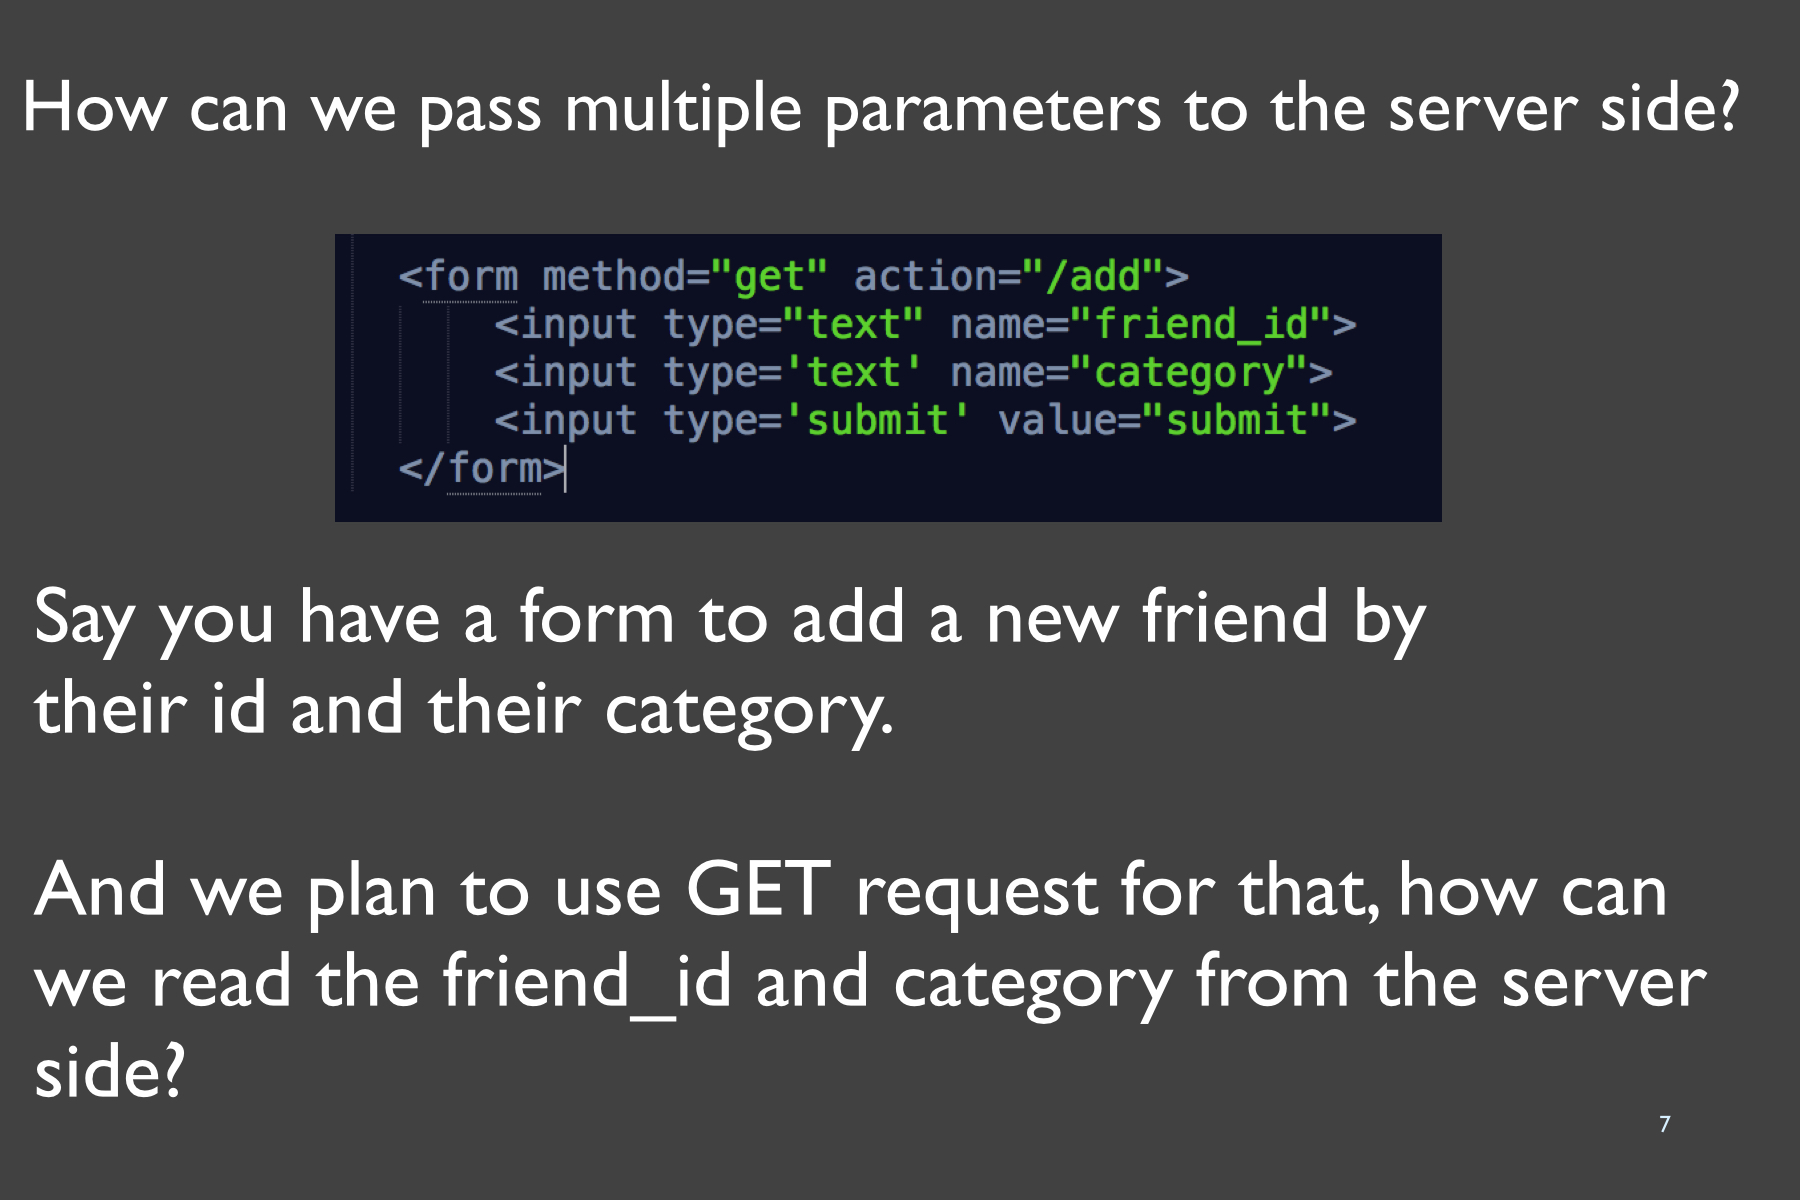 How can we pass multiple parameters to the server side?
<form method="get" action="/add">
<input type="text" name="friend_id">
<input type='text' name="category">
<input type='submit' value="submit">
</form>
Say you have a form to add a new friend by
their id and their category.
And we plan to use GET request for that, how can
we read the friend_id and category from the server
side?
7